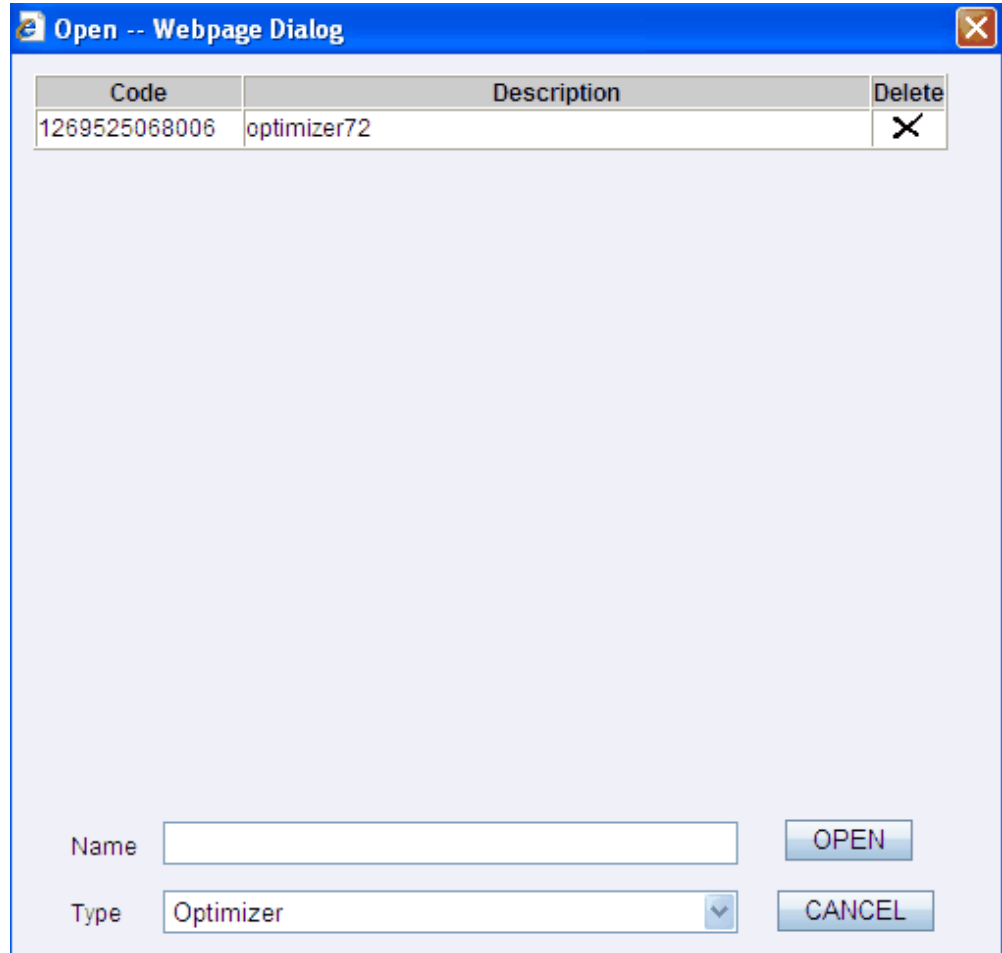 Open -- Webpage Dialog
Code Description Delete
1269525068006 optimizer72
Name OPEN
Type Optimizer CANCEL